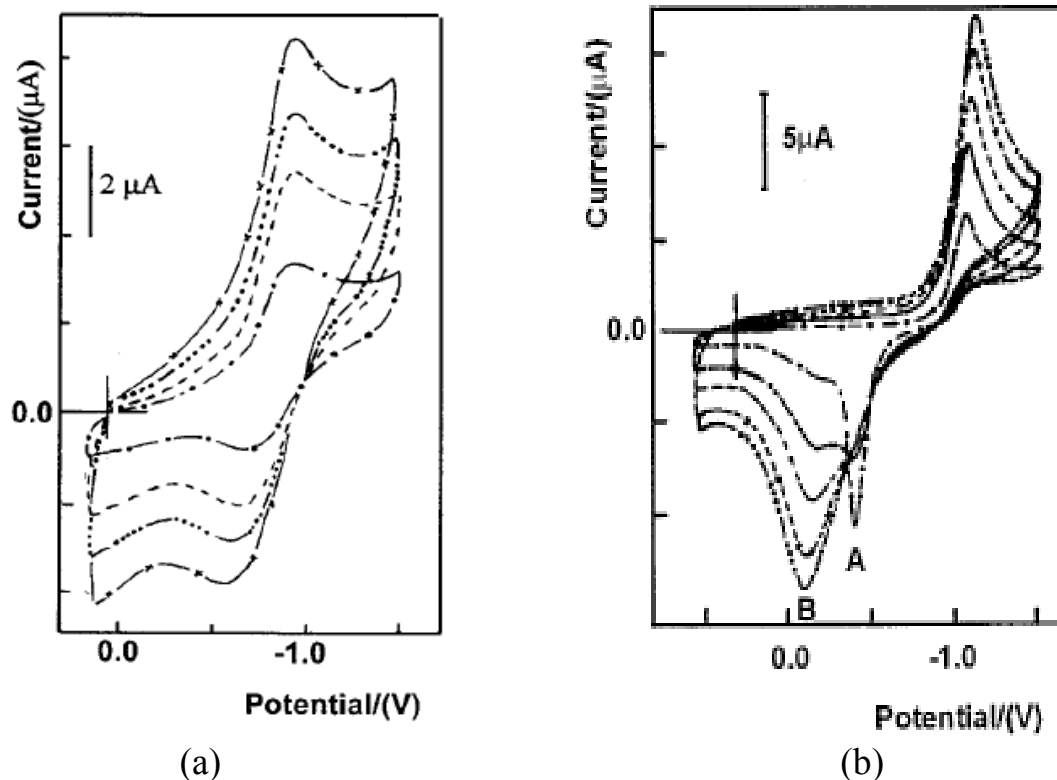 Current/(µA)
2 µA
0.0
0.0
-1.0
Potential/(V)
(a)
Current/(µA)
5µA
0.0
A
B
0.0
-1.0
Potential/(V)
(b)